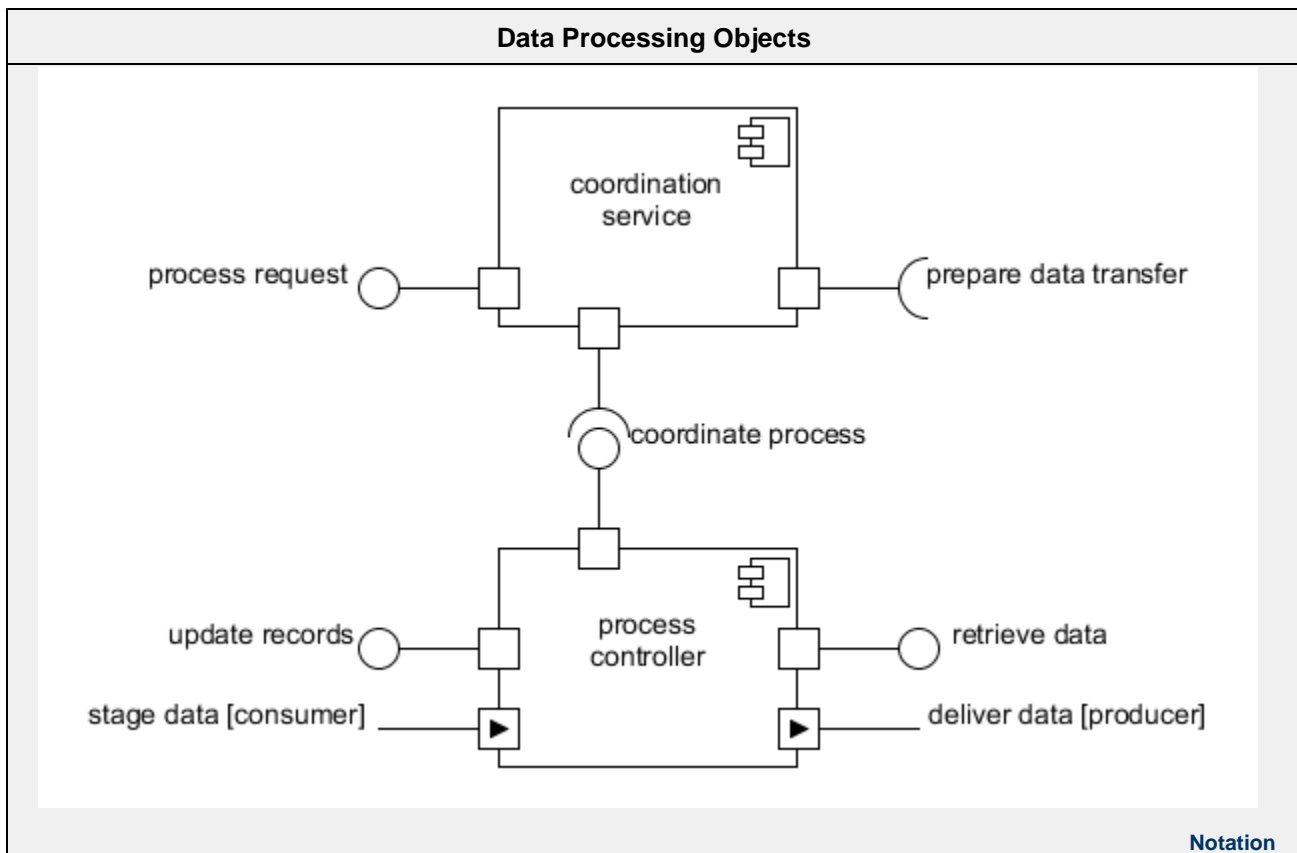 Data Processing Objects
coordination
service
process request
prepare data transfer
coordinate process
update records
process
controller
retrieve data
stage data [consumer]
deliver data [producer]
Notation